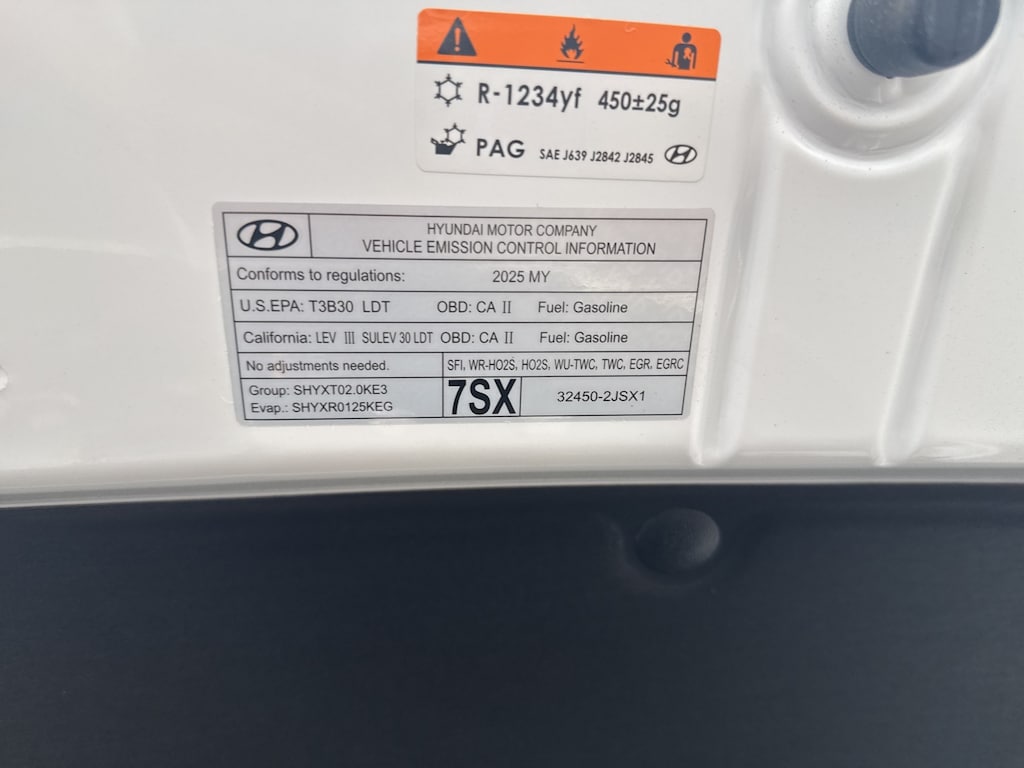 R-1234yf 450±25g
PAG SAE J639 J2842 J2845
HYUNDAI MOTOR COMPANY
VEHICLE EMISSION CONTROL INFORMATION
Conforms to regulations: 2025 MY
U.S.EPA: T3B30 LDT OBD: CA II Fuel: Gasoline
California: LEV III SULEV 30 LDT OBD: CA II Fuel: Gasoline
No adjustments needed. SFI, WR-HO2S, HO2S, WU-TWC, TWC, EGR, EGRC
Group: SHYXT02.0KE3
Evap.: SHYXR0125KEG
7SX 32450-2JSX1